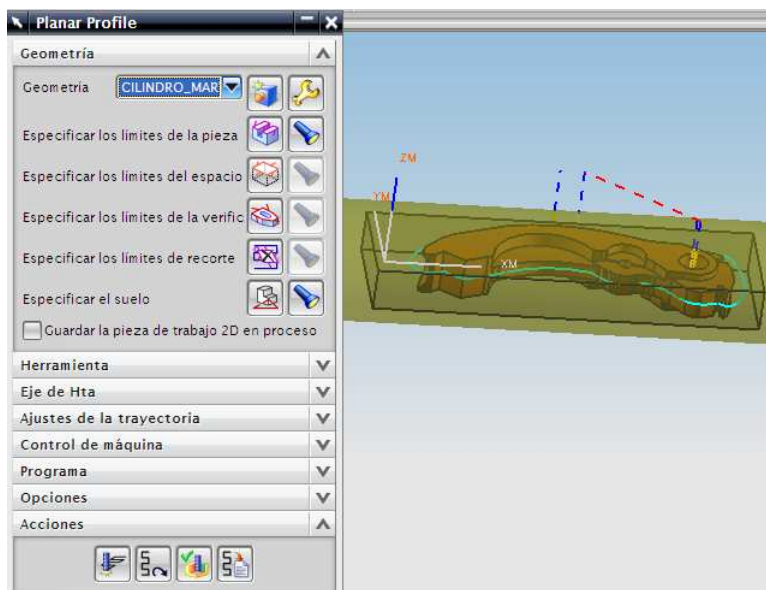 Planar Profile
Geometría
Geometría CILINDRO_MAR
Especificar los límites de la pieza
Especificar los límites del espacio
Especificar los límites de la verific
Especificar los límites de recorte
Especificar el suelo
Guardar la pieza de trabajo 2D en proceso
Herramienta
Eje de Hta
Ajustes de la trayectoria
Control de máquina
Programa
Opciones
Acciones
ZM
YM
XM